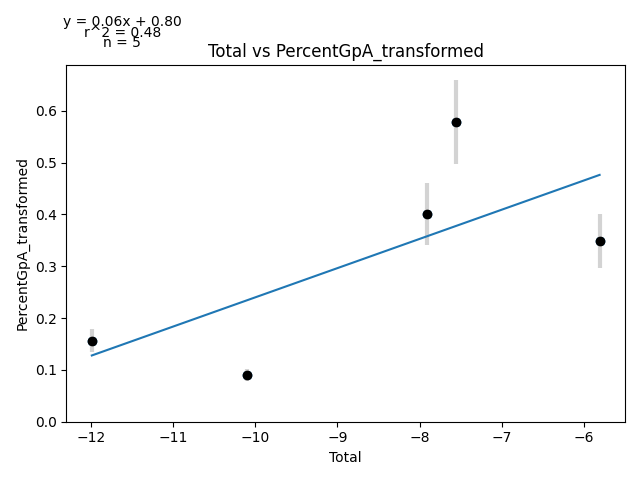 y = 0.06x + 0.80
r^2 = 0.48
n = 5
Total vs PercentGpA_transformed
PercentGpA_transformed
0.6
0.5
0.4
0.3
0.2
0.1
0.0
−12 −11 −10 −9 −8 −7 −6
Total